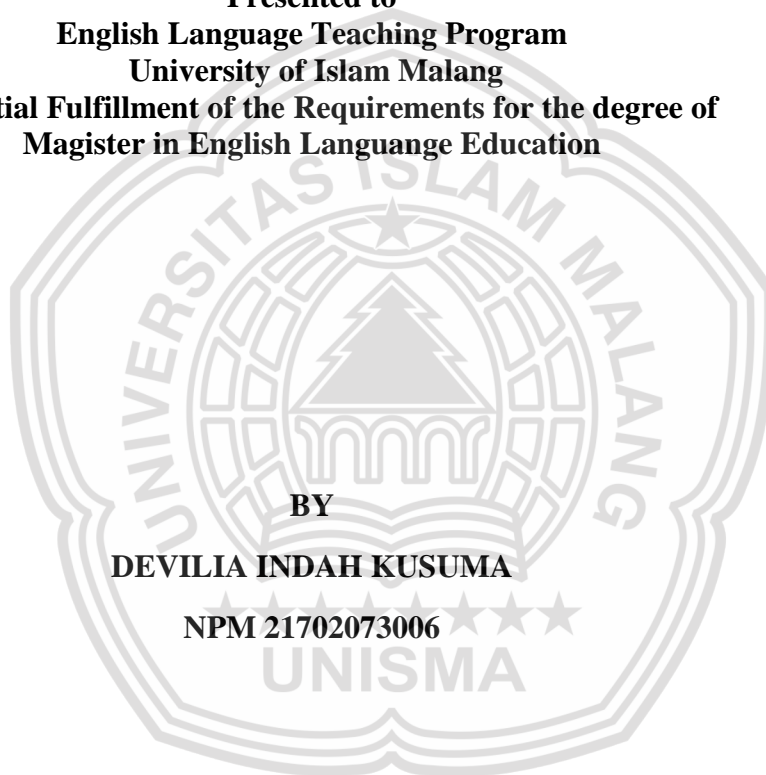 Presented to
English Language Teaching Program
University of Islam Malang
Fulfillment of the Requirements for the degree of
Magister in English Languange Education
UNIVERSITAS ISLAM MALANG
BY
DEVILIA INDAH KUSUMA
NPM 21702073006
UNISMA